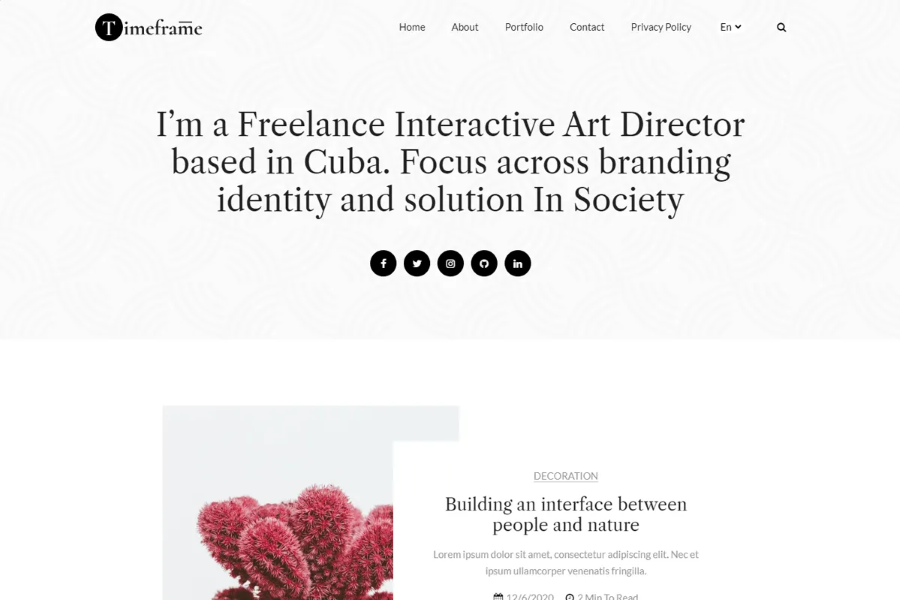 Timeframe
Home About Portfolio Contact Privacy Policy En
I'm a Freelance Interactive Art Director
based in Cuba. Focus across branding
identity and solution In Society
DECORATION
Building an interface between
people and nature
Lorem ipsum dolor sit amet, consectetur adipiscing elit. Nec et
ipsum ullamcorper venenatis fringilla.
12/6/2020 2 Min To Read